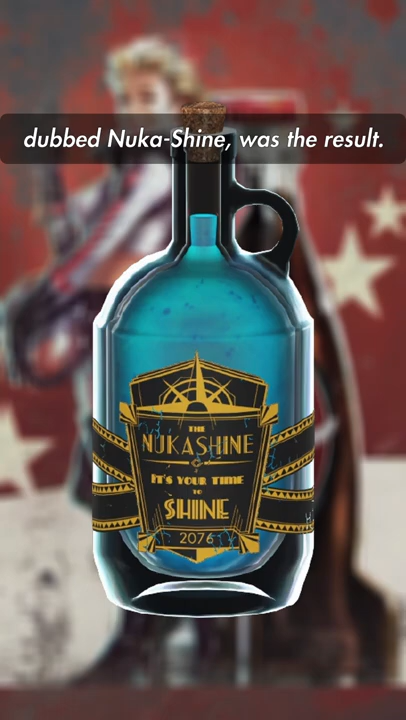 dubbed Nuka-Shine, was the result.
THE
NUKASHINE
IT'S YOUR TIME
TO
SHINE
2076